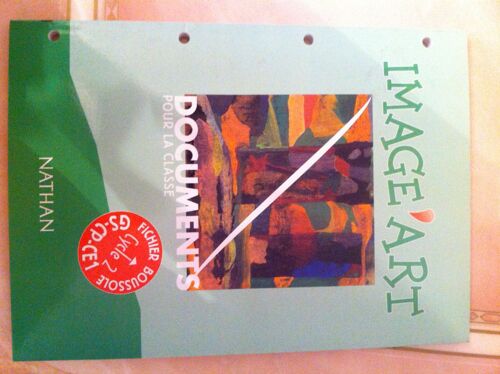 IMAGE'ART
DOCUMENTS
POUR LA CLASSE
FICHIER BOUSSOLE
Cycle 2
GS-CP-CE1
NATHAN